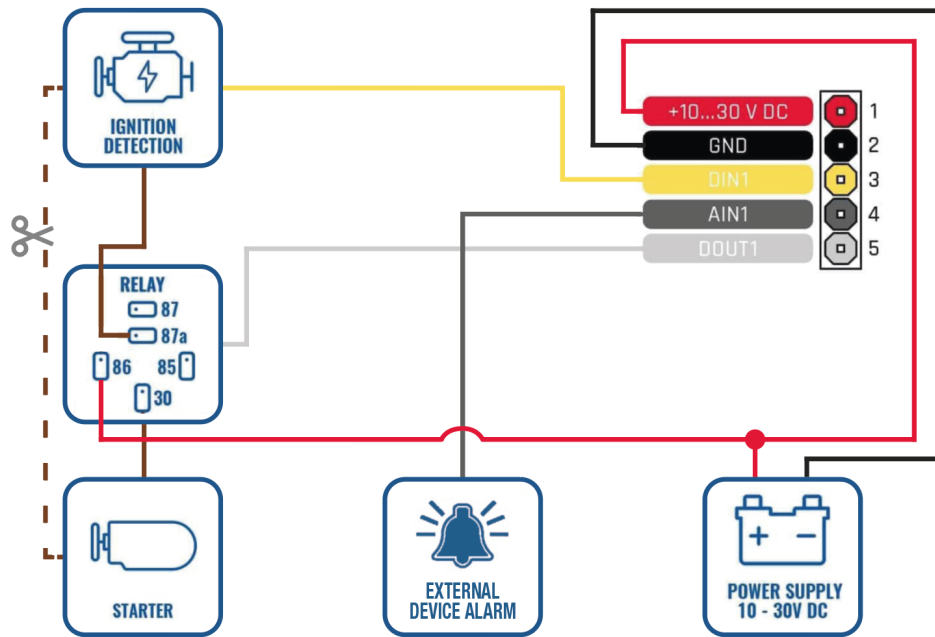 IGNITION
DETECTION
+10...30 V DC 1
GND 2
DIN1 3
AIN1 4
DOUT1 5
RELAY
87
87a
86 85
30
STARTER
EXTERNAL
DEVICE ALARM
+ -
POWER SUPPLY
10 - 30V DC